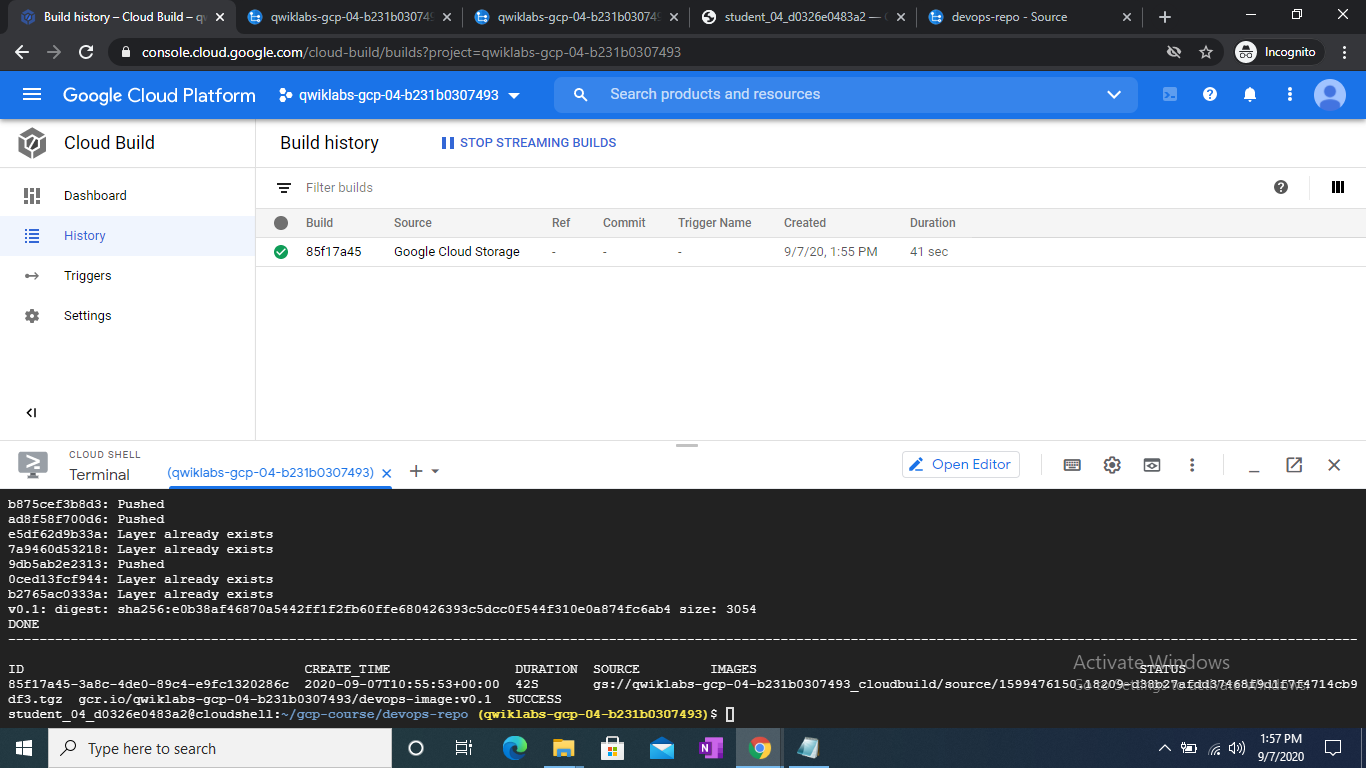 Build history – Cloud Build – qw
qwiklabs-gcp-04-b231b03074
qwiklabs-gcp-04-b231b03074
student_04_d0326e0483a2 —
devops-repo - Source
console.cloud.google.com/cloud-build/builds?project=qwiklabs-gcp-04-b231b0307493
Incognito
Google Cloud Platform
qwiklabs-gcp-04-b231b0307493
Search products and resources
Cloud Build
Build history
STOP STREAMING BUILDS
Dashboard
History
Triggers
Settings
Filter builds
Build Source Ref Commit Trigger Name Created Duration
85f17a45 Google Cloud Storage - - - 9/7/20, 1:55 PM 41 sec
CLOUD SHELL
Terminal
(qwiklabs-gcp-04-b231b0307493)
Open Editor
b875cef3b8d3: Pushed
ad8f58f700d6: Pushed
e5df62d9b33a: Layer already exists
7a9460d53218: Layer already exists
9db5ab2e2313: Pushed
0ced13fcf944: Layer already exists
b2765ac0333a: Layer already exists
v0.1: digest: sha256:e0b38af46870a5442ff1f2fb60ffe680426393c5dcc0f544f310e0a874fc6ab4 size: 3054
DONE
ID CREATE_TIME DURATION SOURCE IMAGES STATUS
85f17a45-3a8c-4de0-89c4-e9fc1320286c 2020-09-07T10:55:53+00:00 42S gs://qwiklabs-gcp-04-b231b0307493_cloudbuild/source/1599476150.18209-d38b27afdd37468f9d1f7f4714cb9
df3.tgz gcr.io/qwiklabs-gcp-04-b231b0307493/devops-image:v0.1 SUCCESS
student_04_d0326e0483a2@cloudshell:~/gcp-course/devops-repo (qwiklabs-gcp-04-b231b0307493)$
Activate Windows
Go to Settings to activate Windows.
Type here to search
1:57 PM
9/7/2020